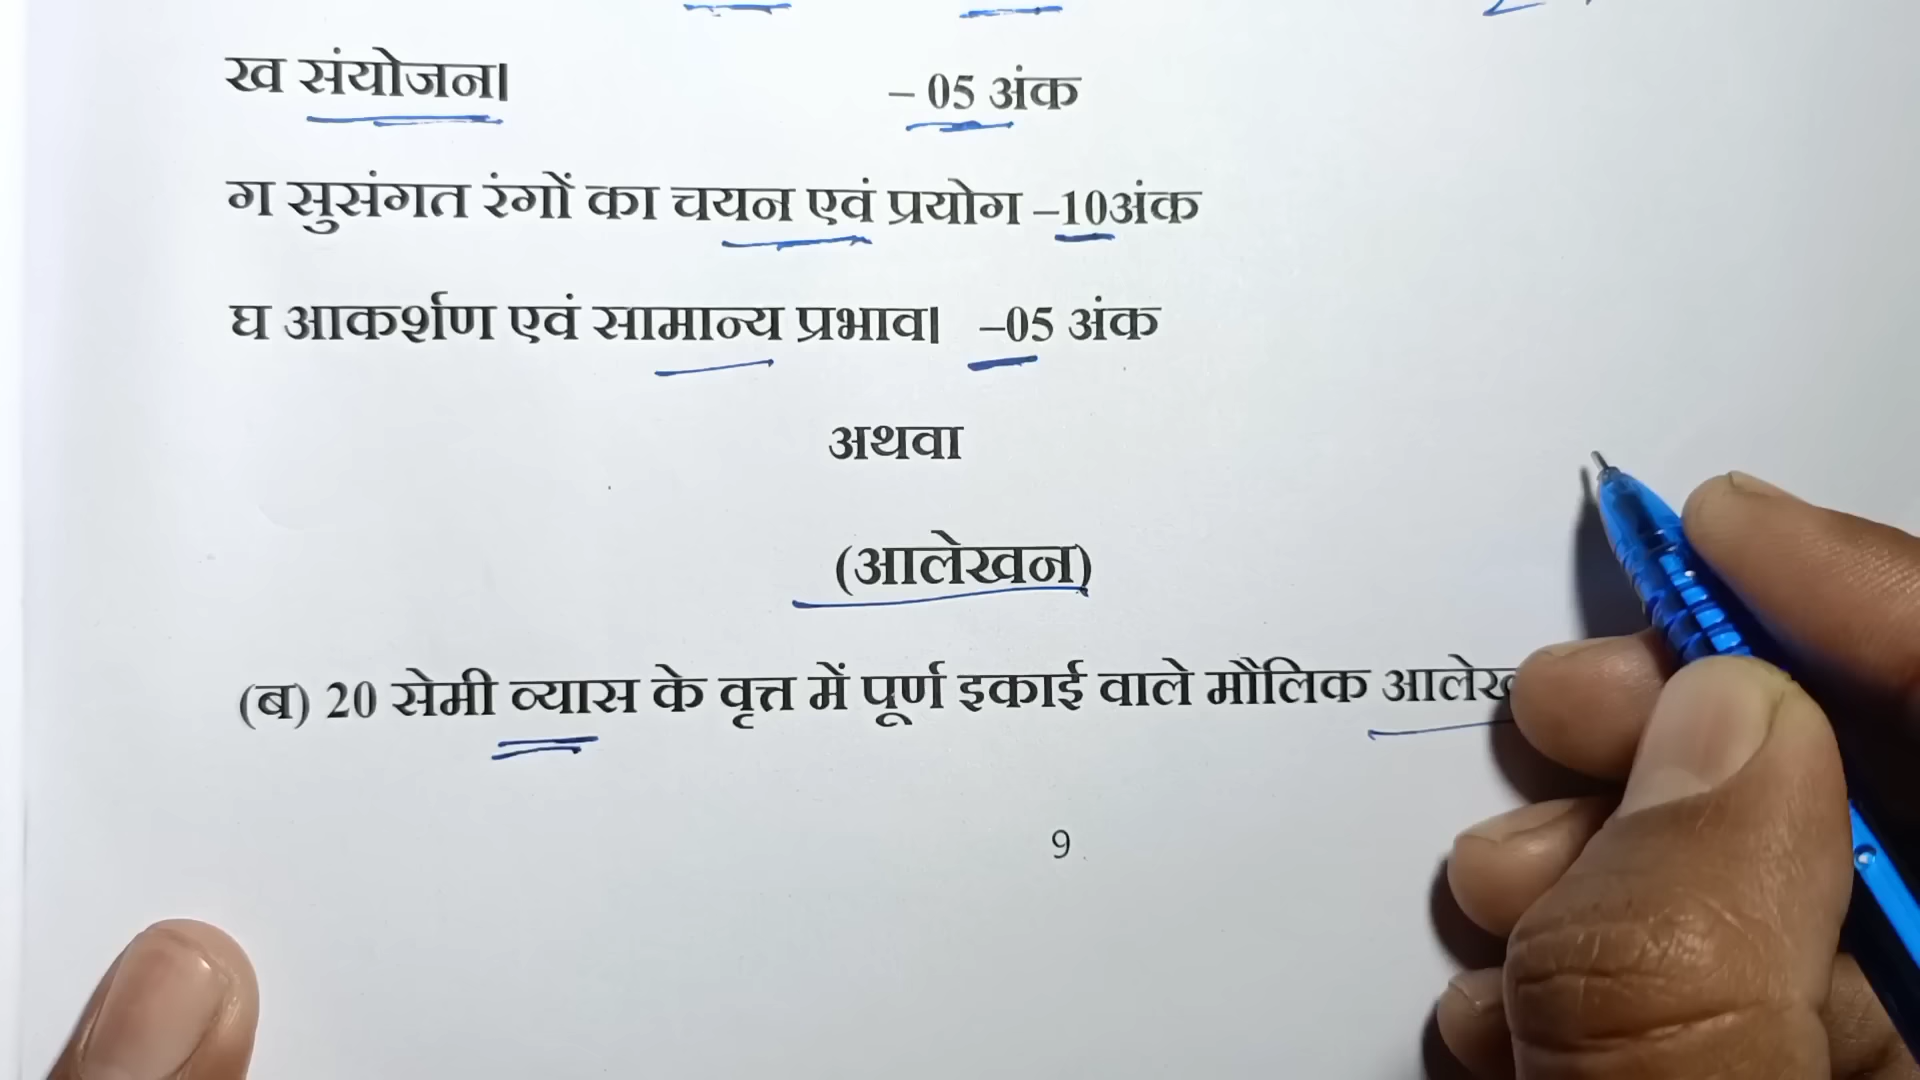 ख संयोजन। – 05 अंक
ग सुसंगत रंगों का चयन एवं प्रयोग –10अंक
घ आकर्शण एवं सामान्य प्रभाव। –05 अंक
अथवा
(आलेखन)
(ब) 20 सेमी व्यास के वृत्त में पूर्ण इकाई वाले मौलिक
9